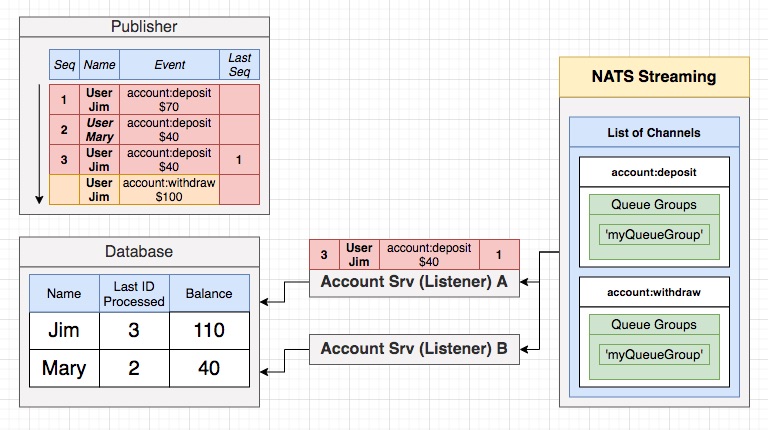 Publisher
Seq Name Event Last
Seq
1 User
Jim account:deposit
$70
2 User
Mary account:deposit
$40
3 User
Jim account:deposit
$40 1
User
Jim account:withdraw
$100
NATS Streaming
List of Channels
account:deposit
Queue Groups
'myQueueGroup'
account:withdraw
Queue Groups
'myQueueGroup'
3 User
Jim account:deposit
$40 1
Account Srv (Listener) A
Account Srv (Listener) B
Database
Name Last ID
Processed Balance
Jim 3 110
Mary 2 40